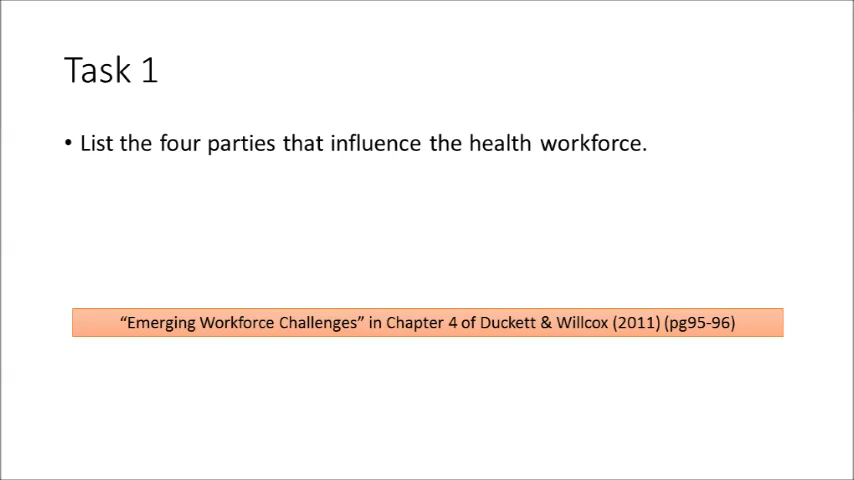 Task 1
• List the four parties that influence the health workforce.
“Emerging Workforce Challenges” in Chapter 4 of Duckett & Willcox (2011) (pg95-96)